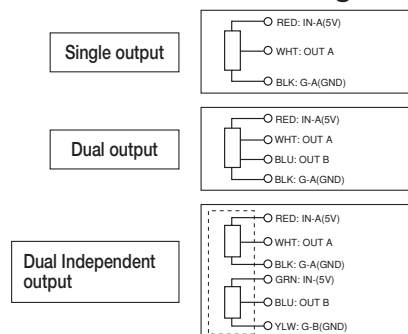 Single output
RED: IN-A(5V)
WHT: OUT A
BLK: G-A(GND)
Dual output
RED: IN-A(5V)
WHT: OUT A
BLU: OUT B
BLK: G-A(GND)
Dual Independent
output
RED: IN-A(5V)
WHT: OUT A
BLK: G-A(GND)
GRN: IN-(5V)
BLU: OUT B
YLW: G-B(GND)